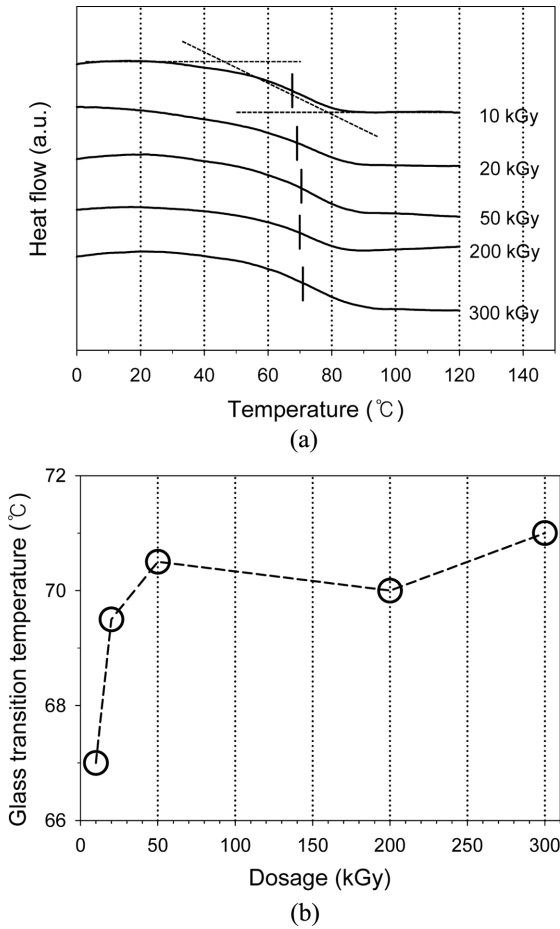 Heat flow (a.u.)
10 kGy
20 kGy
50 kGy
200 kGy
300 kGy
0 20 40 60 80 100 120 140
Temperature (℃)
(a)
Glass transition temperature (℃)
72
70
68
66
0 50 100 150 200 250 300
Dosage (kGy)
(b)